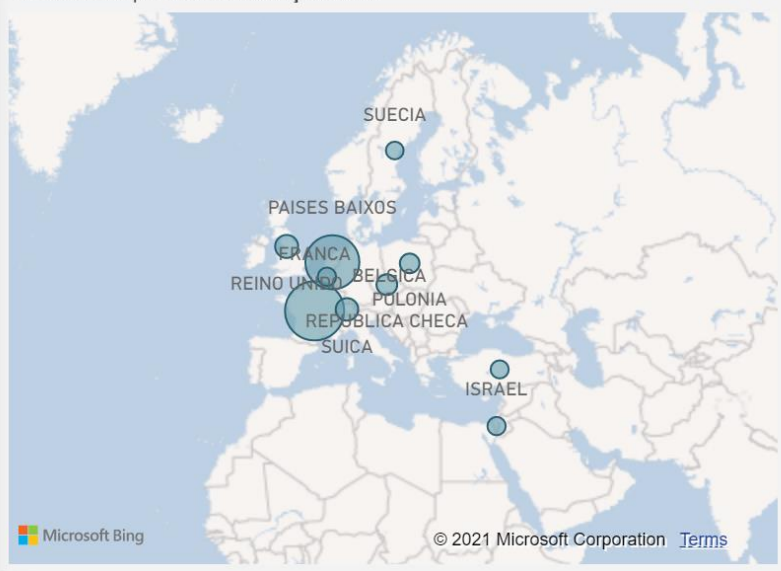 SUECIA
PAISES BAIXOS
FRANCA
BELGICA
REINO UNIDO
POLONIA
REPUBLICA CHECA
SUICA
ISRAEL
Microsoft Bing
© 2021 Microsoft Corporation Terms